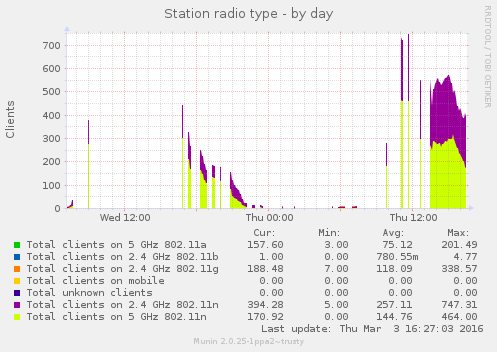 Station radio type - by day
RRDTOOL / TOBI OETIKER
Clients
700
600
500
400
300
200
100
0
Wed 12:00 Thu 00:00 Thu 12:00
Cur: Min: Avg: Max:
Total clients on 5 GHz 802.11a 157.60 3.00 75.12 201.49
Total clients on 2.4 GHz 802.11b 1.00 0.00 780.55m 4.77
Total clients on 2.4 GHz 802.11g 188.48 7.00 118.09 338.57
Total clients on mobile 0.00 0.00 0.00 0.00
Total unknown clients 0.00 0.00 0.00 0.00
Total clients on 2.4 GHz 802.11n 394.28 5.00 257.11 747.31
Total clients on 5 GHz 802.11n 170.92 0.00 144.76 464.00
Last update: Thu Mar 3 16:27:03 2016
Munin 2.0.25-1ppa2~trusty